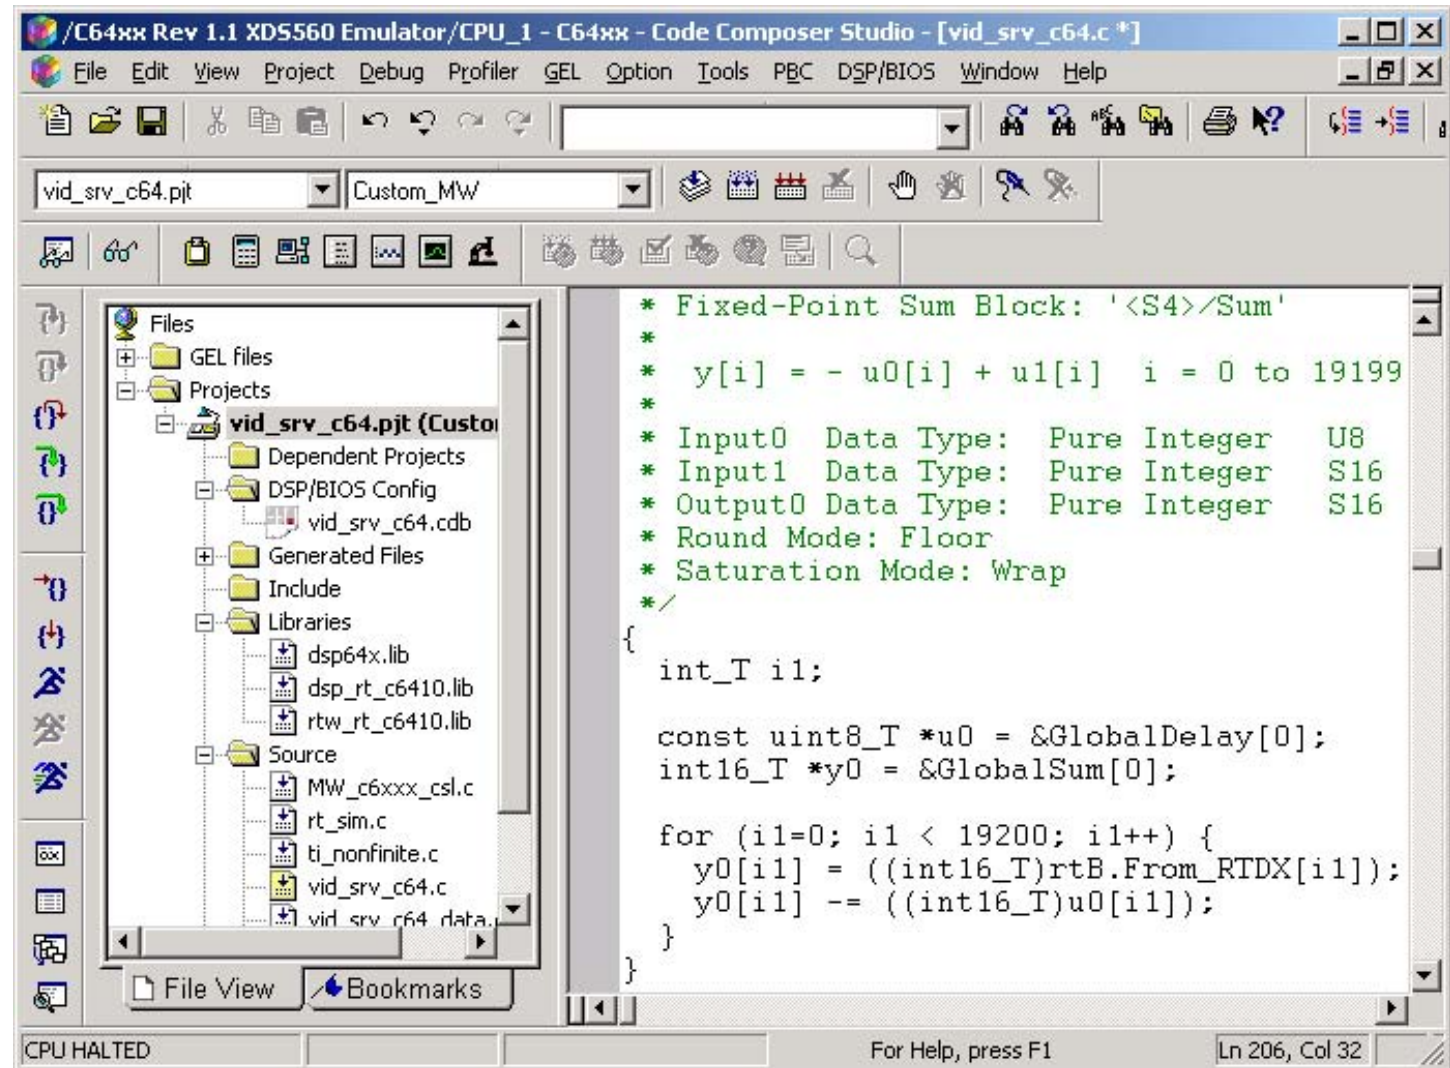 /C64xx Rev 1.1 XDS560 Emulator/CPU_1 - C64xx - Code Composer Studio - [vid_srv_c64.c *]
File Edit View Project Debug Profiler GEL Option Tools PBC DSP/BIOS Window Help
vid_srv_c64.pjt Custom_MW
Files
GEL files
Projects
vid_srv_c64.pjt (Custo
Dependent Projects
DSP/BIOS Config
vid_srv_c64.cdb
Generated Files
Include
Libraries
dsp64x.lib
dsp_rt_c6410.lib
rtw_rt_c6410.lib
Source
MW_c6xxx_csl.c
rt_sim.c
ti_nonfinite.c
vid_srv_c64.c
vid_srv_c64_data.
File View Bookmarks
* Fixed-Point Sum Block: '<S4>/Sum'
*
* y[i] = - u0[i] + u1[i] i = 0 to 19199
*
* Input0 Data Type: Pure Integer U8
* Input1 Data Type: Pure Integer S16
* Output0 Data Type: Pure Integer S16
* Round Mode: Floor
* Saturation Mode: Wrap
*/
{
int_T i1;
const uint8_T *u0 = &GlobalDelay[0];
int16_T *y0 = &GlobalSum[0];
for (i1=0; i1 < 19200; i1++) {
y0[i1] = ((int16_T)rtB.From_RTDX[i1]);
y0[i1] -= ((int16_T)u0[i1]);
}
}
CPU HALTED For Help, press F1 Ln 206, Col 32